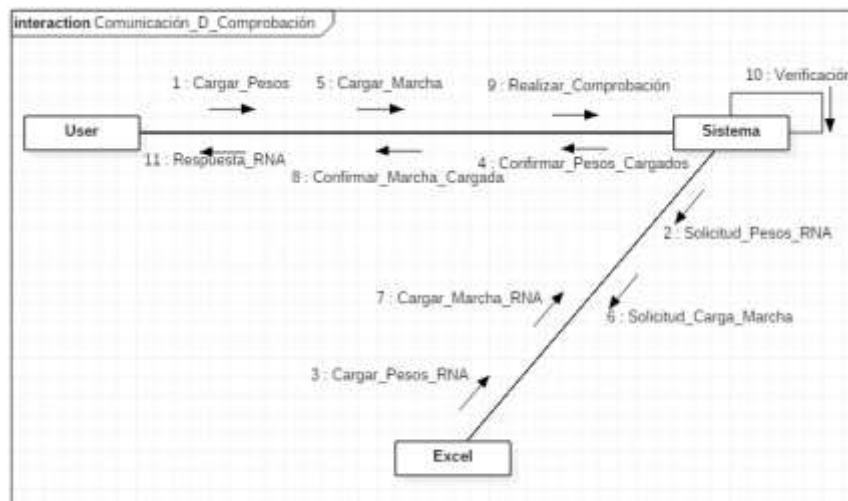 interaction Comunicación_D_Comprobación
10 : Verificación
1 : Cargar_Pesos
5 : Cargar_Marcha
9 : Realizar_Comprobación
User
Sistema
11 : Respuesta_RNA
8 : Confirmar_Marcha_Cargada
4 : Confirmar_Pesos_Cargados
2 : Solicitud_Pesos_RNA
7 : Cargar_Marcha_RNA
6 : Solicitud_Carga_Marcha
3 : Cargar_Pesos_RNA
Excel